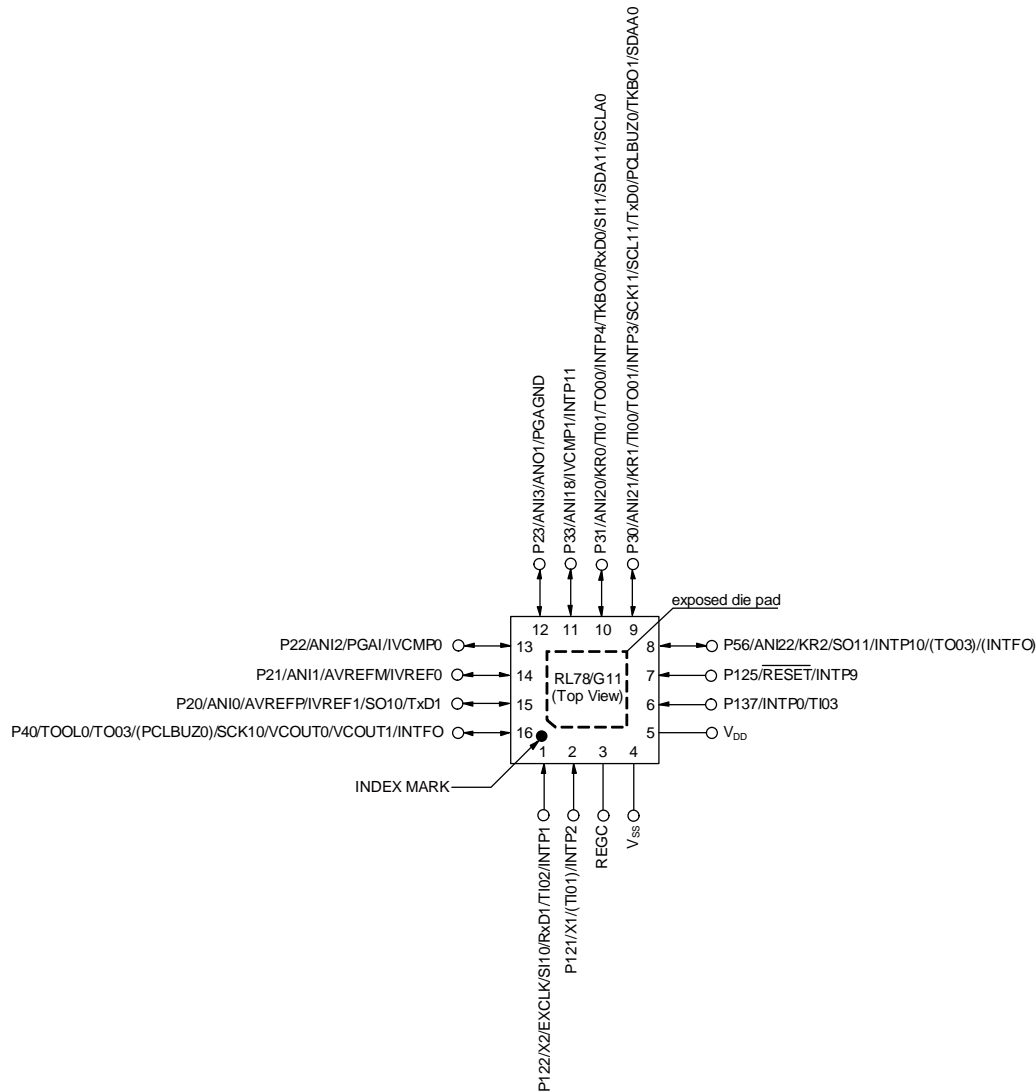 P23/ANI3/ANO1/PGAGND
P33/ANI18/IVCMP1/INTP11
P31/ANI20/KR0/TI01/TO00/INTP4/TKBO0/RxD0/SI11/SDA11/SCLA0
P30/ANI21/KR1/TI00/TO01/INTP3/SCK11/SCL11/TxD0/PCLBUZ0/TKBO1/SDAA0
exposed die pad
12 11 10 9
P22/ANI2/PGAI/IVCMP0 13
8 P56/ANI22/KR2/SO11/INTP10/(TO03)/(INTFO)
P21/ANI1/AVREFM/IVREF0 14
RL78/G11
(Top View)
7 P125/RESET/INTP9
P20/ANI0/AVREFP/IVREF1/SO10/TxD1 15
6 P137/INTP0/TI03
P40/TOOL0/TO03/(PCLBUZ0)/SCK10/VCOUT0/VCOUT1/INTFO 16
5 VDD
1 2 3 4
INDEX MARK
P122/X2/EXCLK/SI10/RxD1/TI02/INTP1
P121/X1/(TI01)/INTP2
REGC
VSS